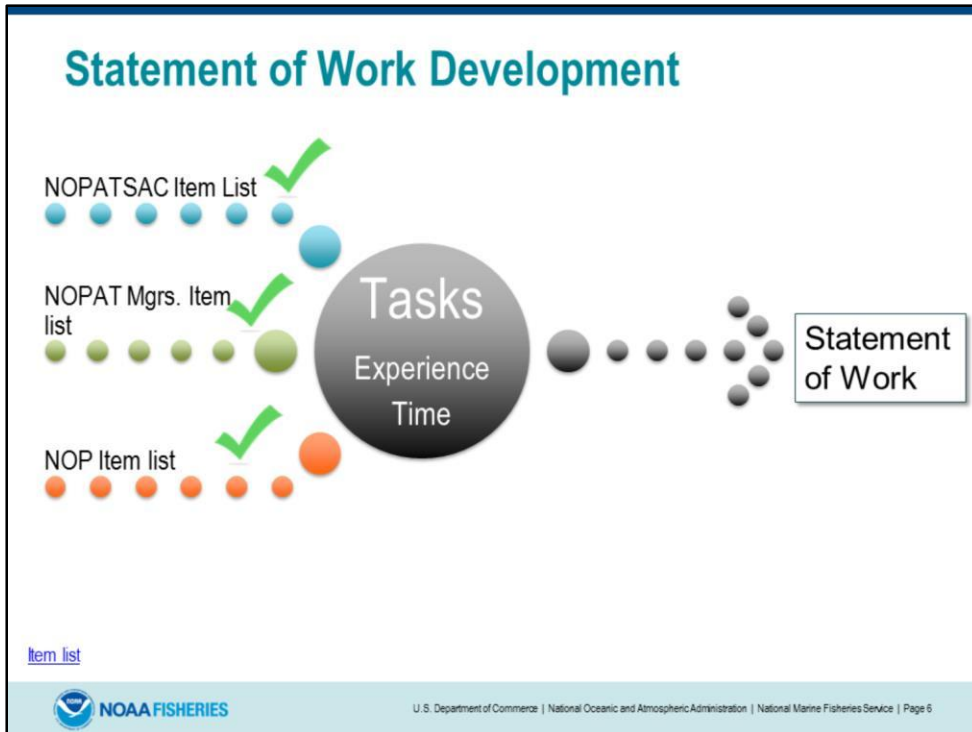 Statement of Work Development
NOPATSAC Item List
NOPAT Mgrs. Item
list
NOP Item list
Tasks
Experience
Time
Statement
of Work
Item list
NOAA FISHERIES
U.S. Department of Commerce | National Oceanic and Atmospheric Administration | National Marine Fisheries Service | Page 6